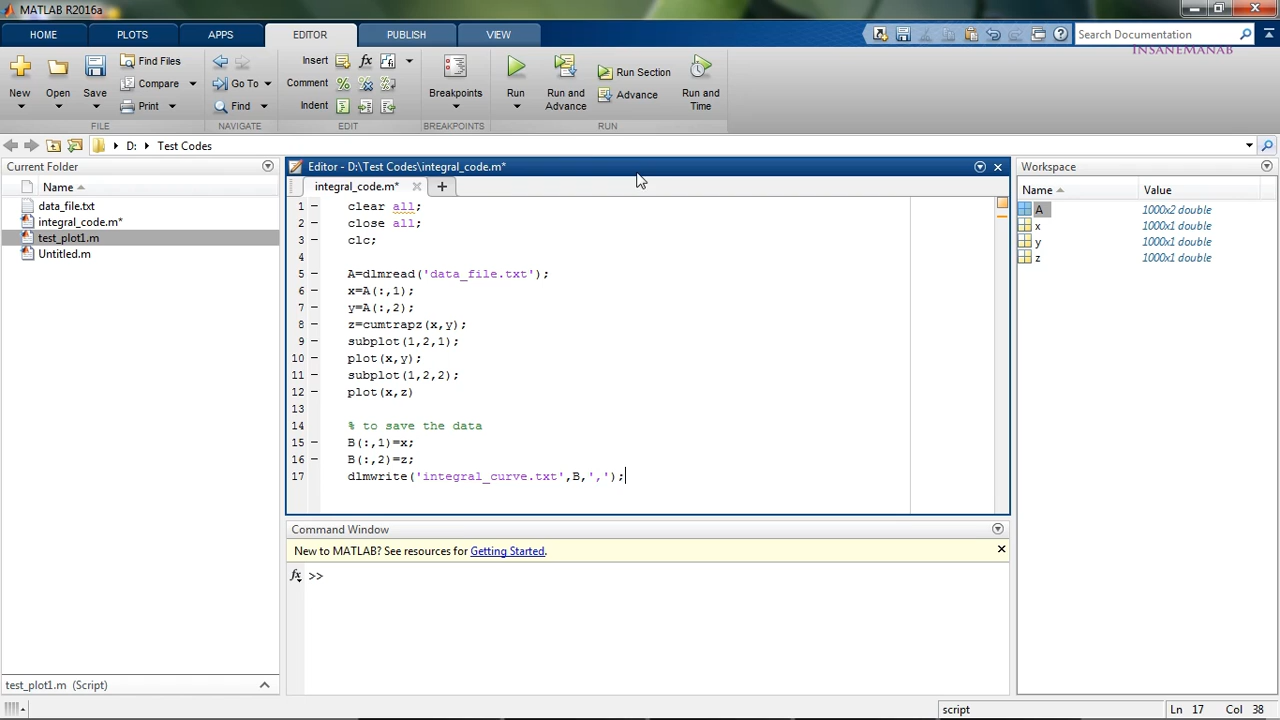 MATLAB R2016a
HOME PLOTS APPS EDITOR PUBLISH VIEW Search Documentation
INSANEMANAB
New Open Save Find Files Compare Print
Go To Find
Insert fx
Comment
Indent
Breakpoints
Run Run and Advance Run Section Advance Run and Time
FILE NAVIGATE EDIT BREAKPOINTS RUN
D: Test Codes
Current Folder
Name
data_file.txt
integral_code.m*
test_plot1.m
Untitled.m
test_plot1.m (Script)
Editor - D:\Test Codes\integral_code.m*
integral_code.m*
1 clear all;
2 close all;
3 clc;
4
5 A=dlmread('data_file.txt');
6 x=A(:,1);
7 y=A(:,2);
8 z=cumtrapz(x,y);
9 subplot(1,2,1);
10 plot(x,y);
11 subplot(1,2,2);
12 plot(x,z)
13
14 % to save the data
15 B(:,1)=x;
16 B(:,2)=z;
17 dlmwrite('integral_curve.txt',B,',');
Command Window
New to MATLAB? See resources for Getting Started.
fx >>
Workspace
Name Value
A 1000x2 double
x 1000x1 double
y 1000x1 double
z 1000x1 double
script Ln 17 Col 38